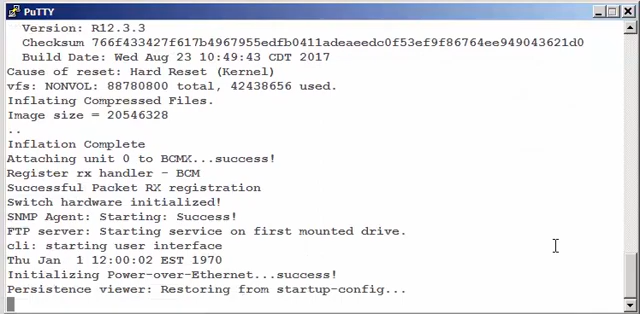 PuTTY
Version: R12.3.3
Checksum 766f433427f617b4967955edfb0411adeaeedc0f53ef9f86764ee949043621d0
Build Date: Wed Aug 23 10:49:43 CDT 2017
Cause of reset: Hard Reset (Kernel)
vfs: NONVOL: 88780800 total, 42438656 used.
Inflating Compressed Files.
Image size = 20546328
..
Inflation Complete
Attaching unit 0 to BCMX...success!
Register rx handler - BCM
Successful Packet RX registration
Switch hardware initialized!
SNMP Agent: Starting: Success!
FTP server: Starting service on first mounted drive.
cli: starting user interface
Thu Jan  1 12:00:02 EST 1970
Initializing Power-over-Ethernet...success!
Persistence viewer: Restoring from startup-config...